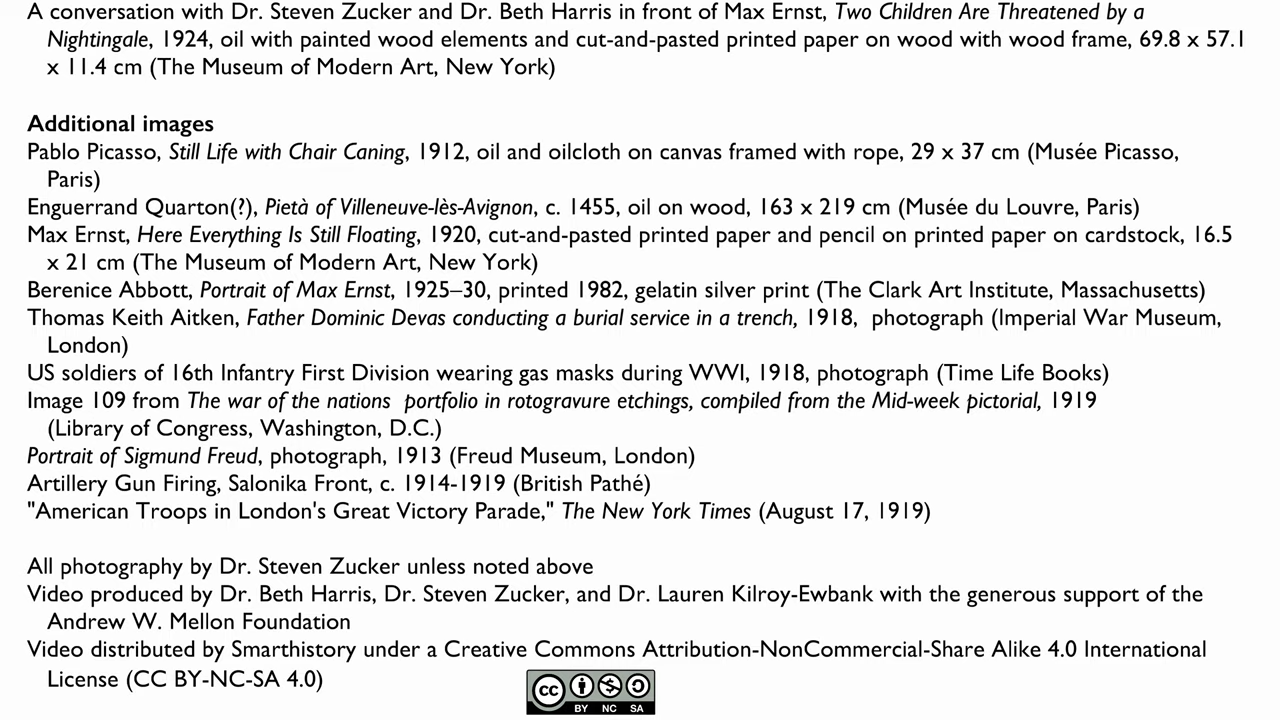 A conversation with Dr. Steven Zucker and Dr. Beth Harris in front of Max Ernst, Two Children Are Threatened by a
Nightingale, 1924, oil with painted wood elements and cut-and-pasted printed paper on wood with wood frame, 69.8 x 57.1
x 11.4 cm (The Museum of Modern Art, New York)
Additional images
Pablo Picasso, Still Life with Chair Caning, 1912, oil and oilcloth on canvas framed with rope, 29 x 37 cm (Musée Picasso,
Paris)
Enguerrand Quarton(?), Pietà of Villeneuve-lès-Avignon, c. 1455, oil on wood, 163 x 219 cm (Musée du Louvre, Paris)
Max Ernst, Here Everything Is Still Floating, 1920, cut-and-pasted printed paper and pencil on printed paper on cardstock, 16.5
x 21 cm (The Museum of Modern Art, New York)
Berenice Abbott, Portrait of Max Ernst, 1925–30, printed 1982, gelatin silver print (The Clark Art Institute, Massachusetts)
Thomas Keith Aitken, Father Dominic Devas conducting a burial service in a trench, 1918,  photograph (Imperial War Museum,
London)
US soldiers of 16th Infantry First Division wearing gas masks during WWI, 1918, photograph (Time Life Books)
Image 109 from The war of the nations  portfolio in rotogravure etchings, compiled from the Mid-week pictorial, 1919
(Library of Congress, Washington, D.C.)
Portrait of Sigmund Freud, photograph, 1913 (Freud Museum, London)
Artillery Gun Firing, Salonika Front, c. 1914-1919 (British Pathé)
"American Troops in London's Great Victory Parade," The New York Times (August 17, 1919)
All photography by Dr. Steven Zucker unless noted above
Video produced by Dr. Beth Harris, Dr. Steven Zucker, and Dr. Lauren Kilroy-Ewbank with the generous support of the
Andrew W. Mellon Foundation
Video distributed by Smarthistory under a Creative Commons Attribution-NonCommercial-Share Alike 4.0 International
License (CC BY-NC-SA 4.0)
cc BY NC SA